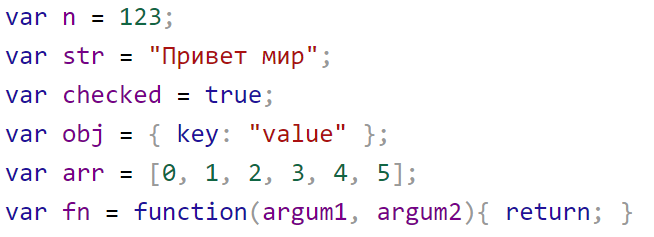 var n = 123;
var str = "Привет мир";
var checked = true;
var obj = { key: "value" };
var arr = [0, 1, 2, 3, 4, 5];
var fn = function(argum1, argum2){ return; }